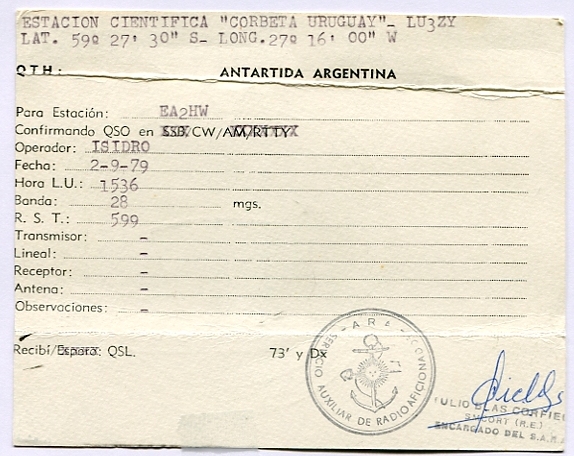 ESTACION CIENTIFICA "CORBETA URUGUAY"- LU3ZY
LAT. 59º 27' 30" S- LONG.27º 16' 00" W
QTH: ANTARTIDA ARGENTINA
Para Estación: EA2HW
Confirmando QSO en SSB/CW/AM/RTTY
Operador: ISIDRO
Fecha: 2-9-79
Hora L.U.: 1536
Banda: 28 mgs.
R. S. T.: 599
Transmisor: -
Lineal: -
Receptor: -
Antena: -
Observaciones: -
Recibí/Espero: QSL. 73' y Dx
- A R A -
SERVICIO AUXILIAR DE RADIOAFICIONADOS
JULIO BLAS
(R.E.)
ENCARGADO DEL S.A.R.A.